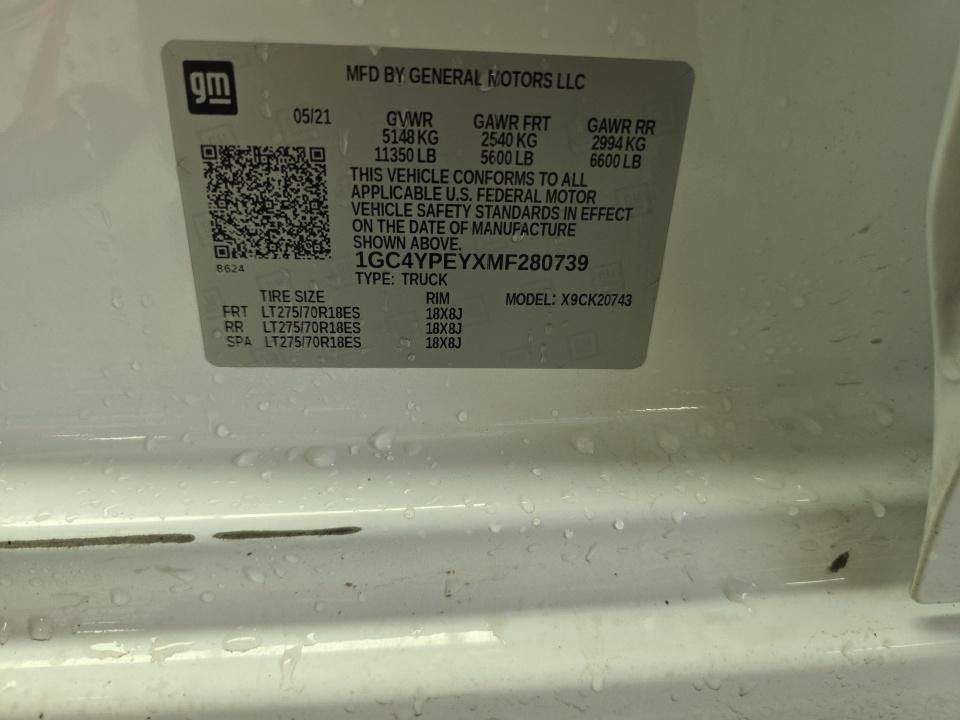 gm
MFD BY GENERAL MOTORS LLC
05/21 GVWR GAWR FRT GAWR RR
5148 KG 2540 KG 2994 KG
11350 LB 5600 LB 6600 LB
THIS VEHICLE CONFORMS TO ALL
APPLICABLE U.S. FEDERAL MOTOR
VEHICLE SAFETY STANDARDS IN EFFECT
ON THE DATE OF MANUFACTURE
SHOWN ABOVE.
8624
1GC4YPEYXMF280739
TYPE: TRUCK
TIRE SIZE RIM MODEL: X9CK20743
FRT LT275/70R18ES 18X8J
RR LT275/70R18ES 18X8J
SPA LT275/70R18ES 18X8J